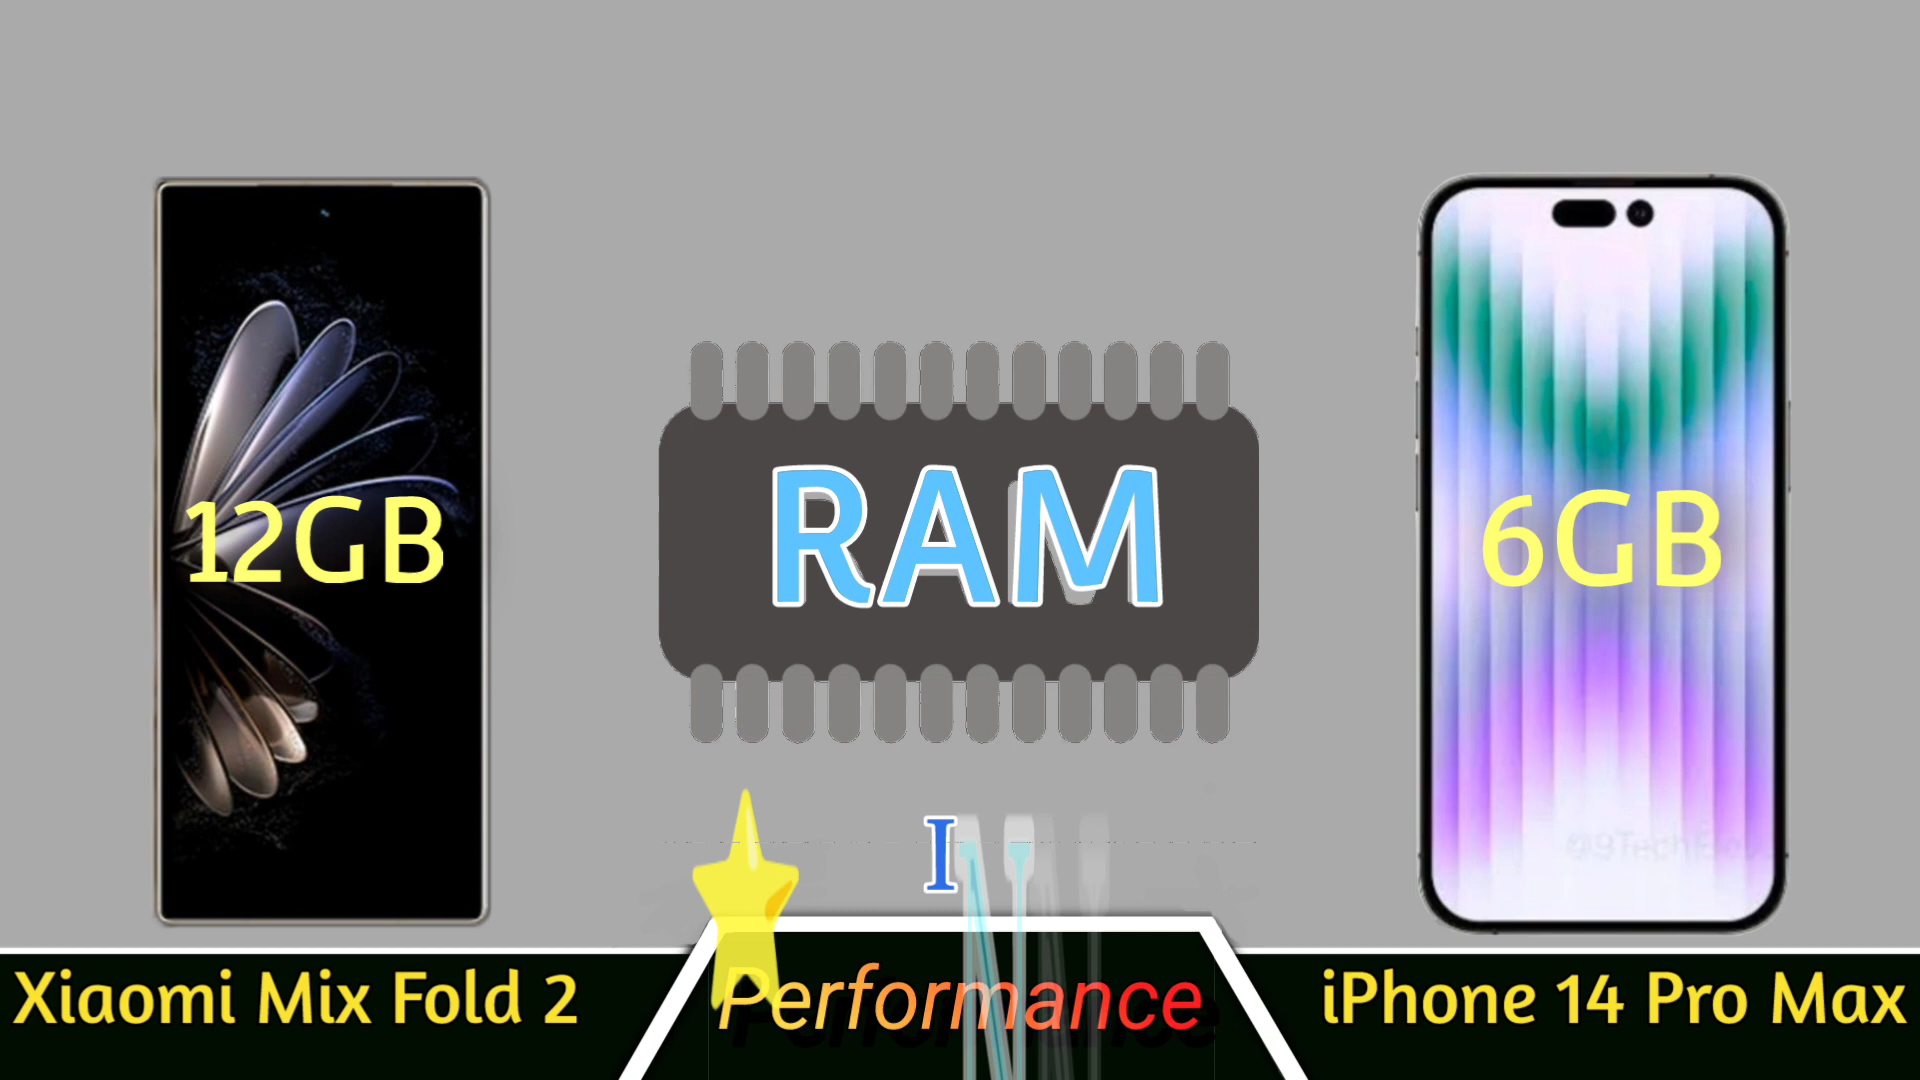 12GB
RAM
6GB
I
Xiaomi Mix Fold 2
Performance
iPhone 14 Pro Max